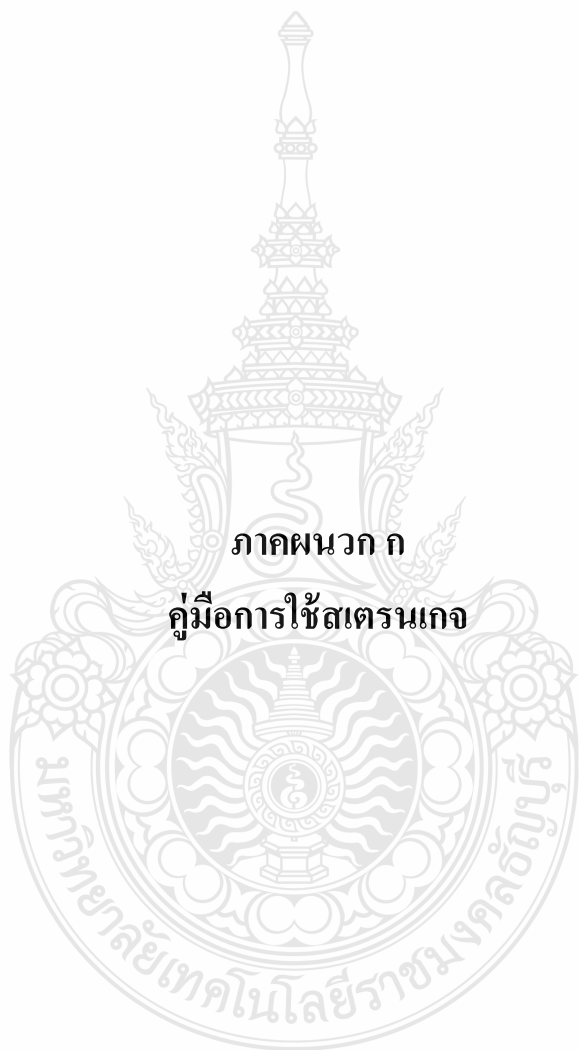 ภาคผนวก ก
คู่มือการใช้สเตรนเกจ
มหาวิทยาลัยเทคโนโลยีราชมงคลธัญบุรี